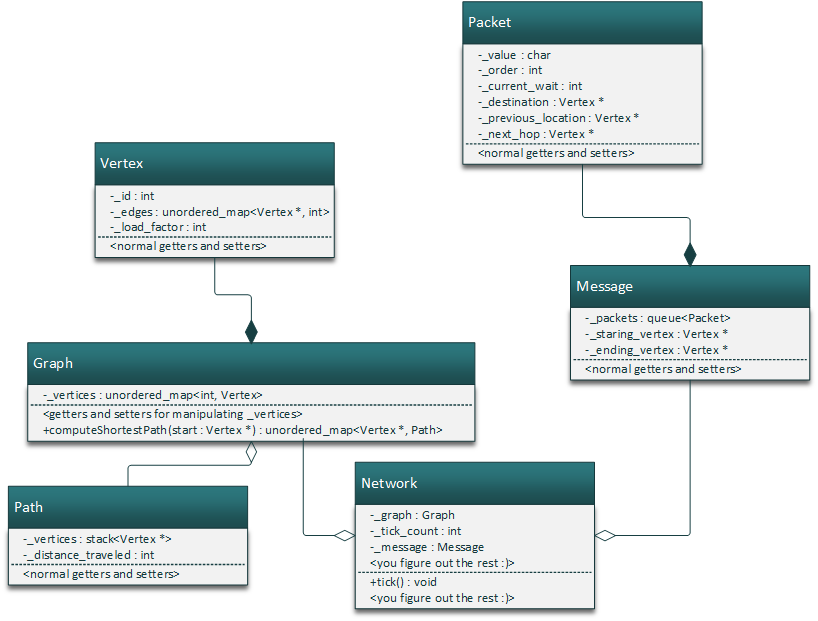 Packet
-_value : char
-_order : int
-_current_wait : int
-_destination : Vertex *
-_previous_location : Vertex *
-_next_hop : Vertex *
<normal getters and setters>
Vertex
-_id : int
-_edges : unordered_map<Vertex *, int>
-_load_factor : int
<normal getters and setters>
Message
-_packets : queue<Packet>
-_staring_vertex : Vertex *
-_ending_vertex : Vertex *
<normal getters and setters>
Graph
-_vertices : unordered_map<int, Vertex>
<getters and setters for manipulating _vertices>
+computeShortestPath(start : Vertex *) : unordered_map<Vertex *, Path>
Path
-_vertices : stack<Vertex *>
-_distance_traveled : int
<normal getters and setters>
Network
-_graph : Graph
-_tick_count : int
-_message : Message
<you figure out the rest :)>
+tick() : void
<you figure out the rest :)>